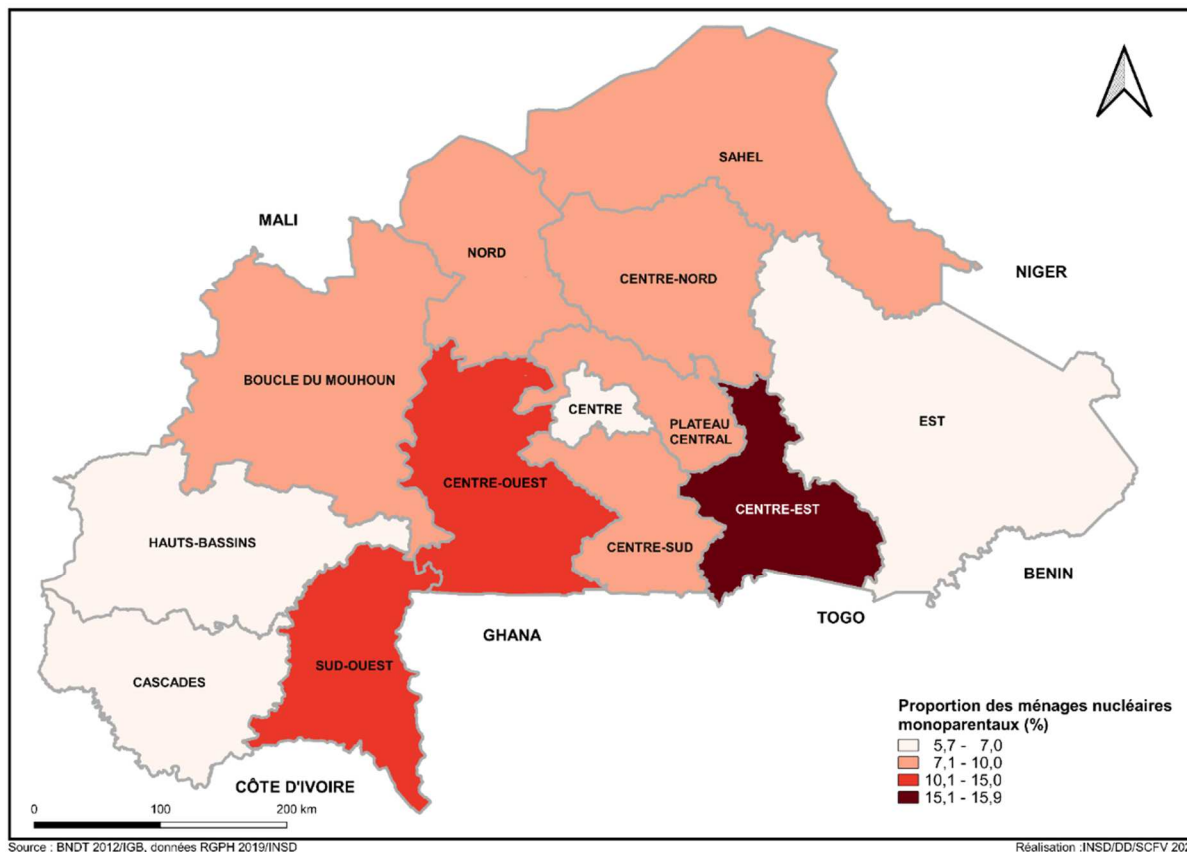 SAHEL
MALI
NORD
CENTRE-NORD
NIGER
BOUCLE DU MOUHOUN
CENTRE
PLATEAU
CENTRAL
EST
CENTRE-OUEST
CENTRE-EST
HAUTS-BASSINS
CENTRE-SUD
BENIN
TOGO
GHANA
SUD-OUEST
CASCADES
CÔTE D'IVOIRE
Proportion des ménages nucléaires
monoparentaux (%)
5,7 - 7,0
7,1 - 10,0
10,1 - 15,0
15,1 - 15,9
0 100 200 km
Source : BNDT 2012/IGB, données RGPH 2019/INSD
Réalisation :INSD/DD/SCFV